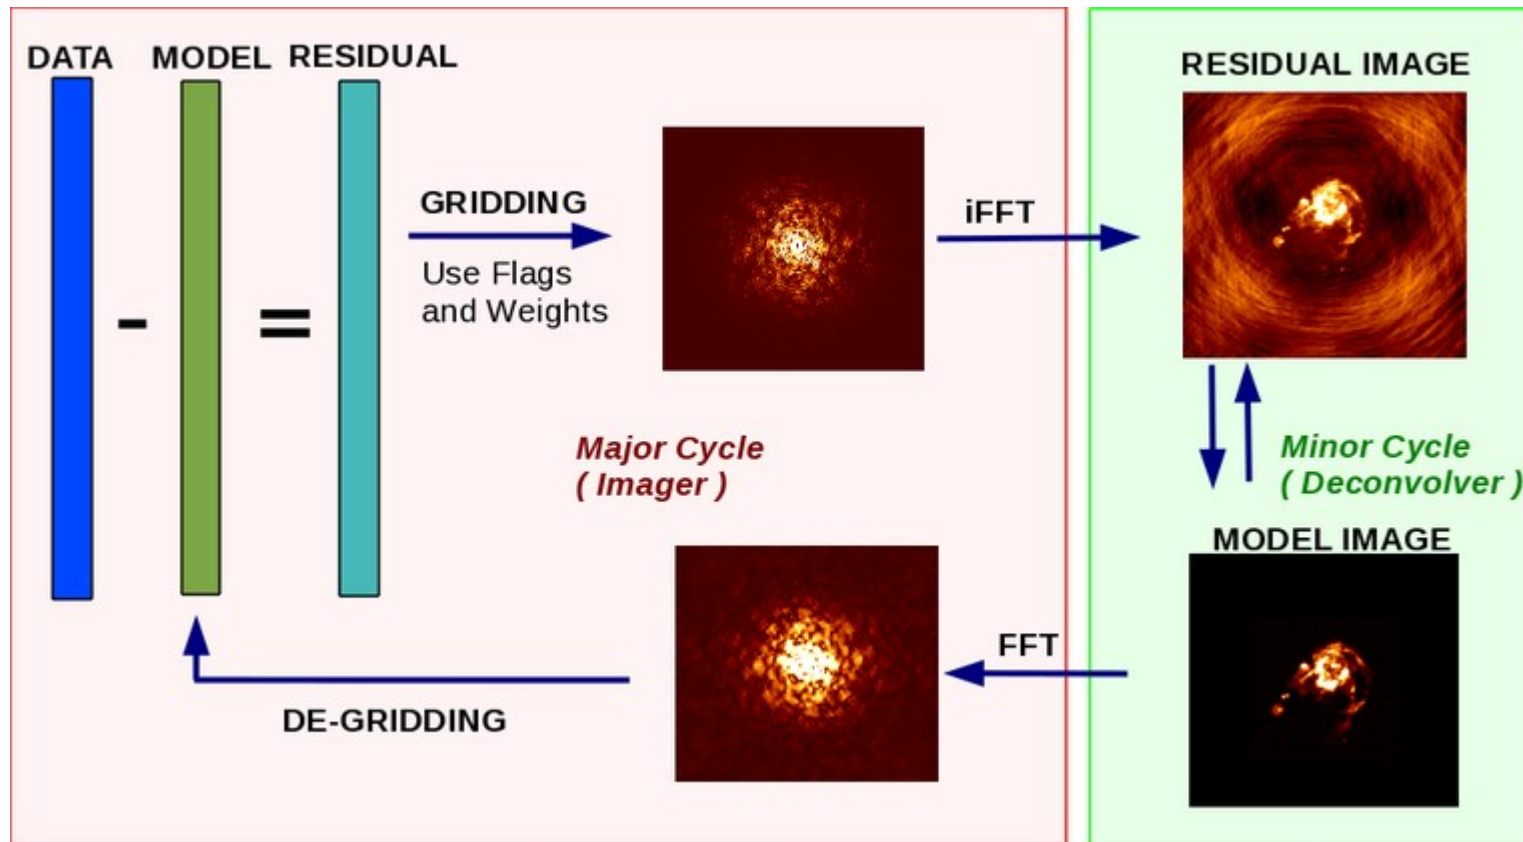 DATA
MODEL
RESIDUAL
-
=
GRIDDING
Use Flags
and Weights
iFFT
RESIDUAL IMAGE
Major Cycle
( Imager )
Minor Cycle
( Deconvolver )
MODEL IMAGE
FFT
DE-GRIDDING